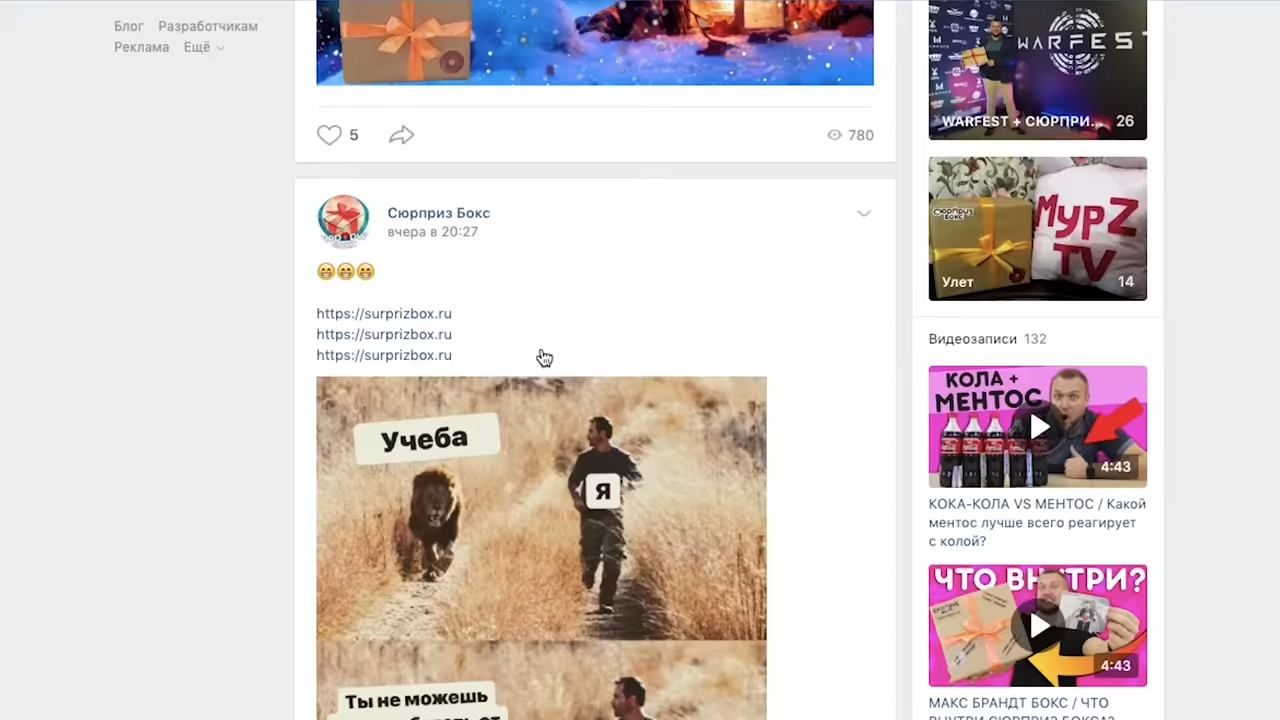 Блог Разработчикам
Реклама Ещё
5
780
Сюрприз Бокс
вчера в 20:27
https://surprizbox.ru
https://surprizbox.ru
https://surprizbox.ru
Учеба
Я
Ты не можешь
WARFEST
WARFEST + СЮРПРИ... 26
Сюрприз
Бокс
МурZ
TV
Улет 14
Видеозаписи 132
КОЛА +
МЕНТОС
4:43
КОКА-КОЛА VS МЕНТОС / Какой
ментос лучше всего реагирует
с колой?
ЧТО ВНУТРИ?
4:43
МАКС БРАНДТ БОКС / ЧТО
ВНУТРИ СЮРПРИЗ БОКСА?